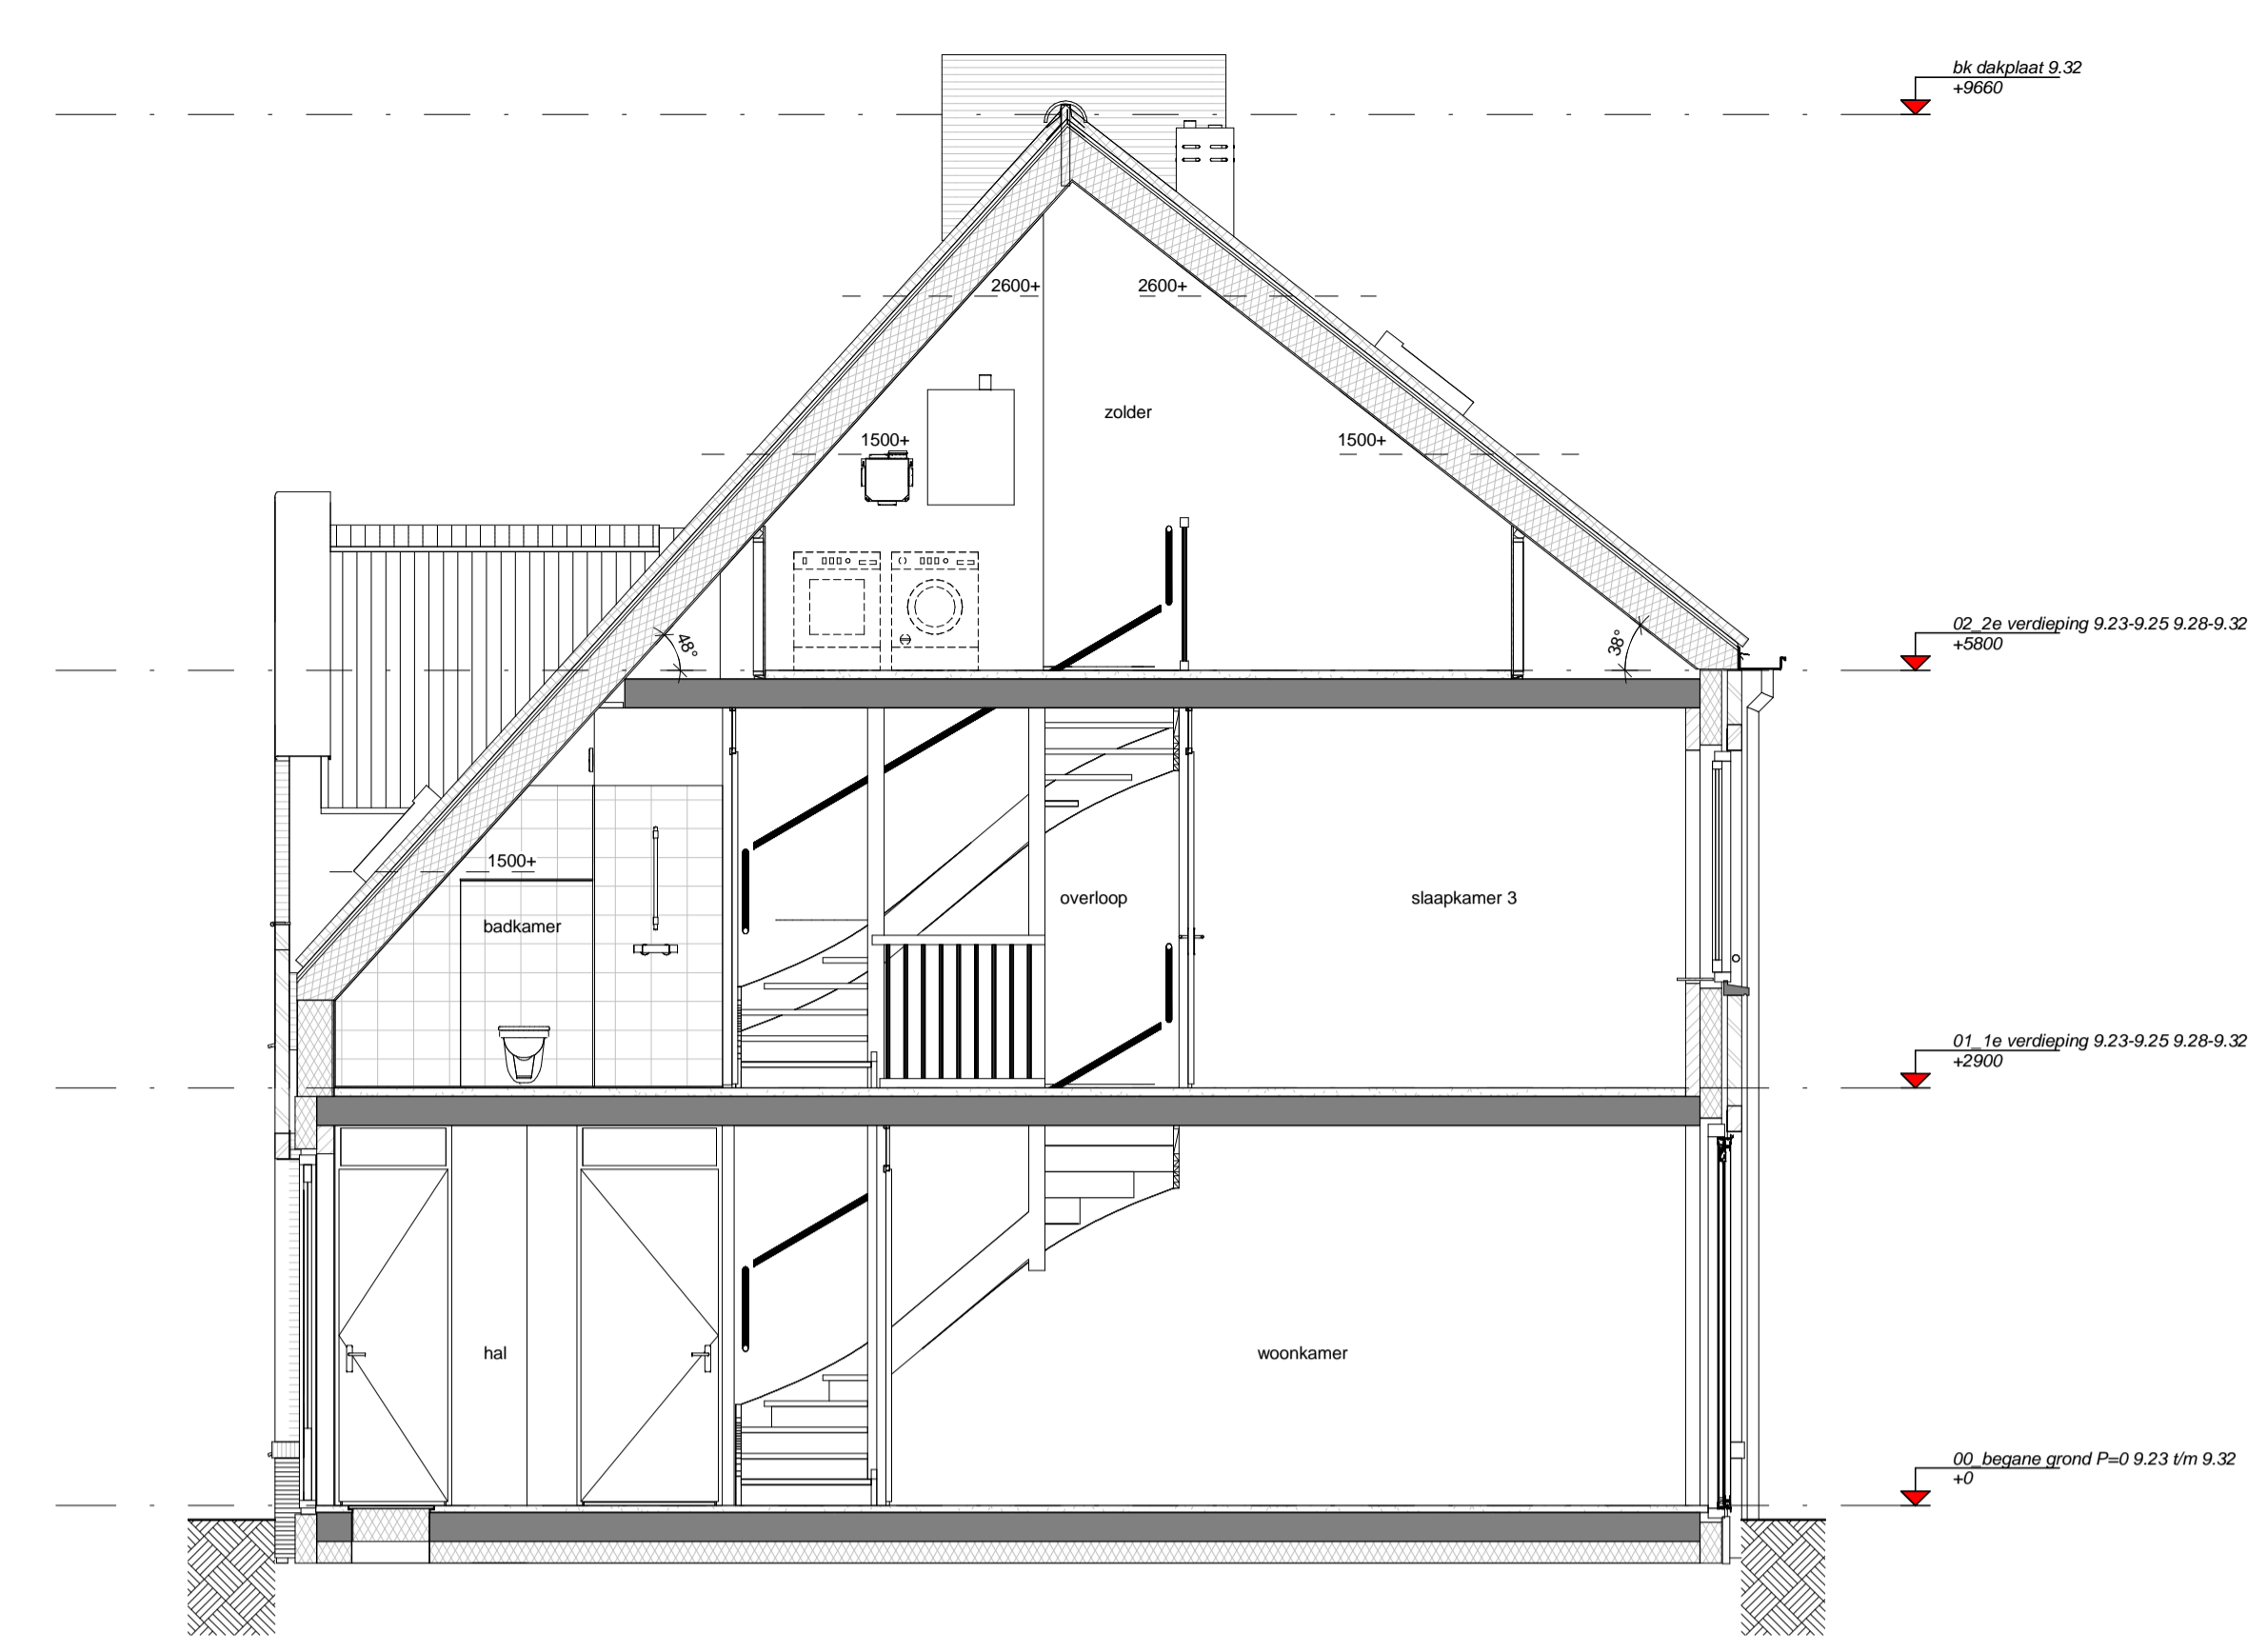 bk dakplaat 9.32
+9660
2600+
2600+
zolder
1500+
1500+
48°
38°
02_2e verdieping 9.23-9.25 9.28-9.32
+5800
1500+
badkamer
overloop
slaapkamer 3
01_1e verdieping 9.23-9.25 9.28-9.32
+2900
hal
woonkamer
00_begane grond P=0 9.23 t/m 9.32
+0